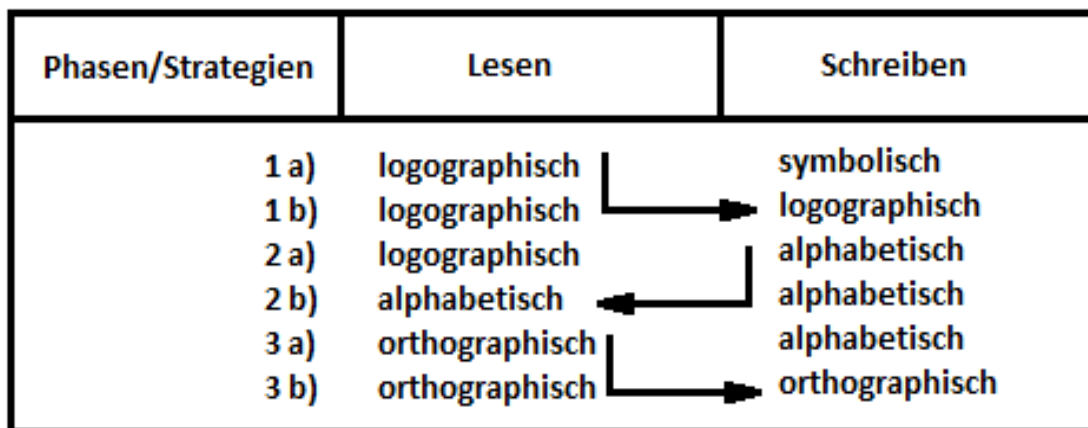 Phasen/Strategien Lesen Schreiben
1 a) logographisch symbolisch
1 b) logographisch logographisch
2 a) logographisch alphabetisch
2 b) alphabetisch alphabetisch
3 a) orthographisch alphabetisch
3 b) orthographisch orthographisch